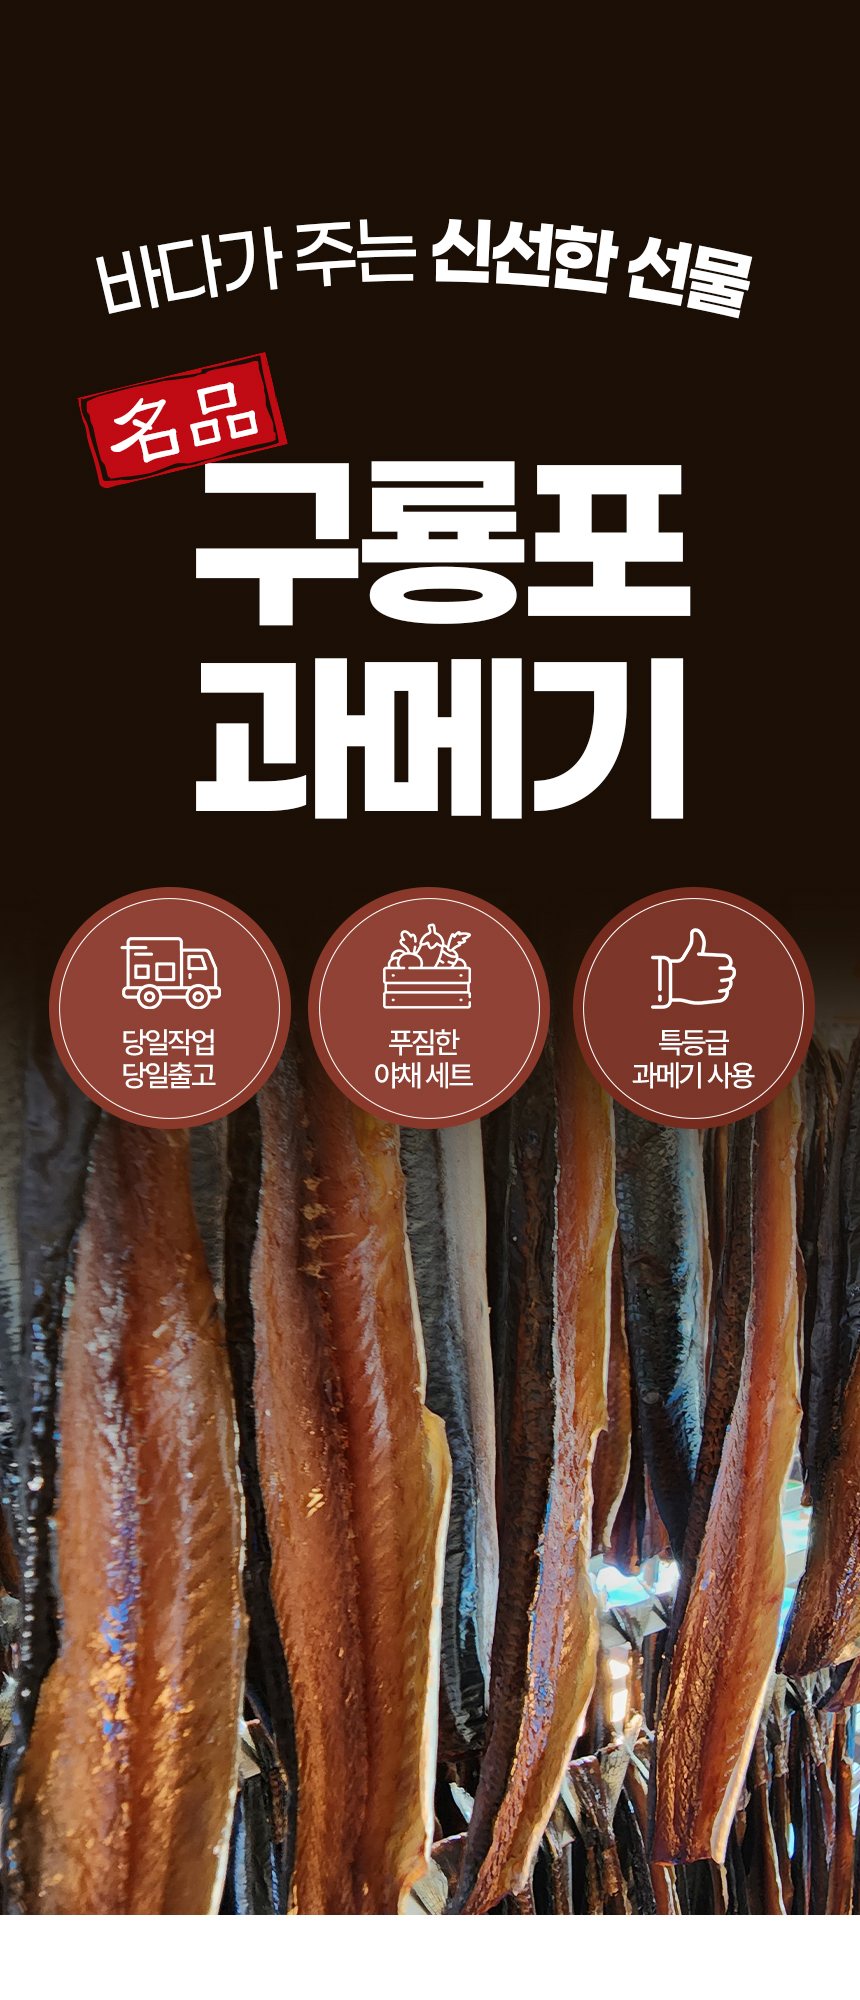 바다가 주는 신선한 선물
名品
구룡포
과메기
당일작업
당일출고
푸짐한
야채 세트
특등급
과메기 사용